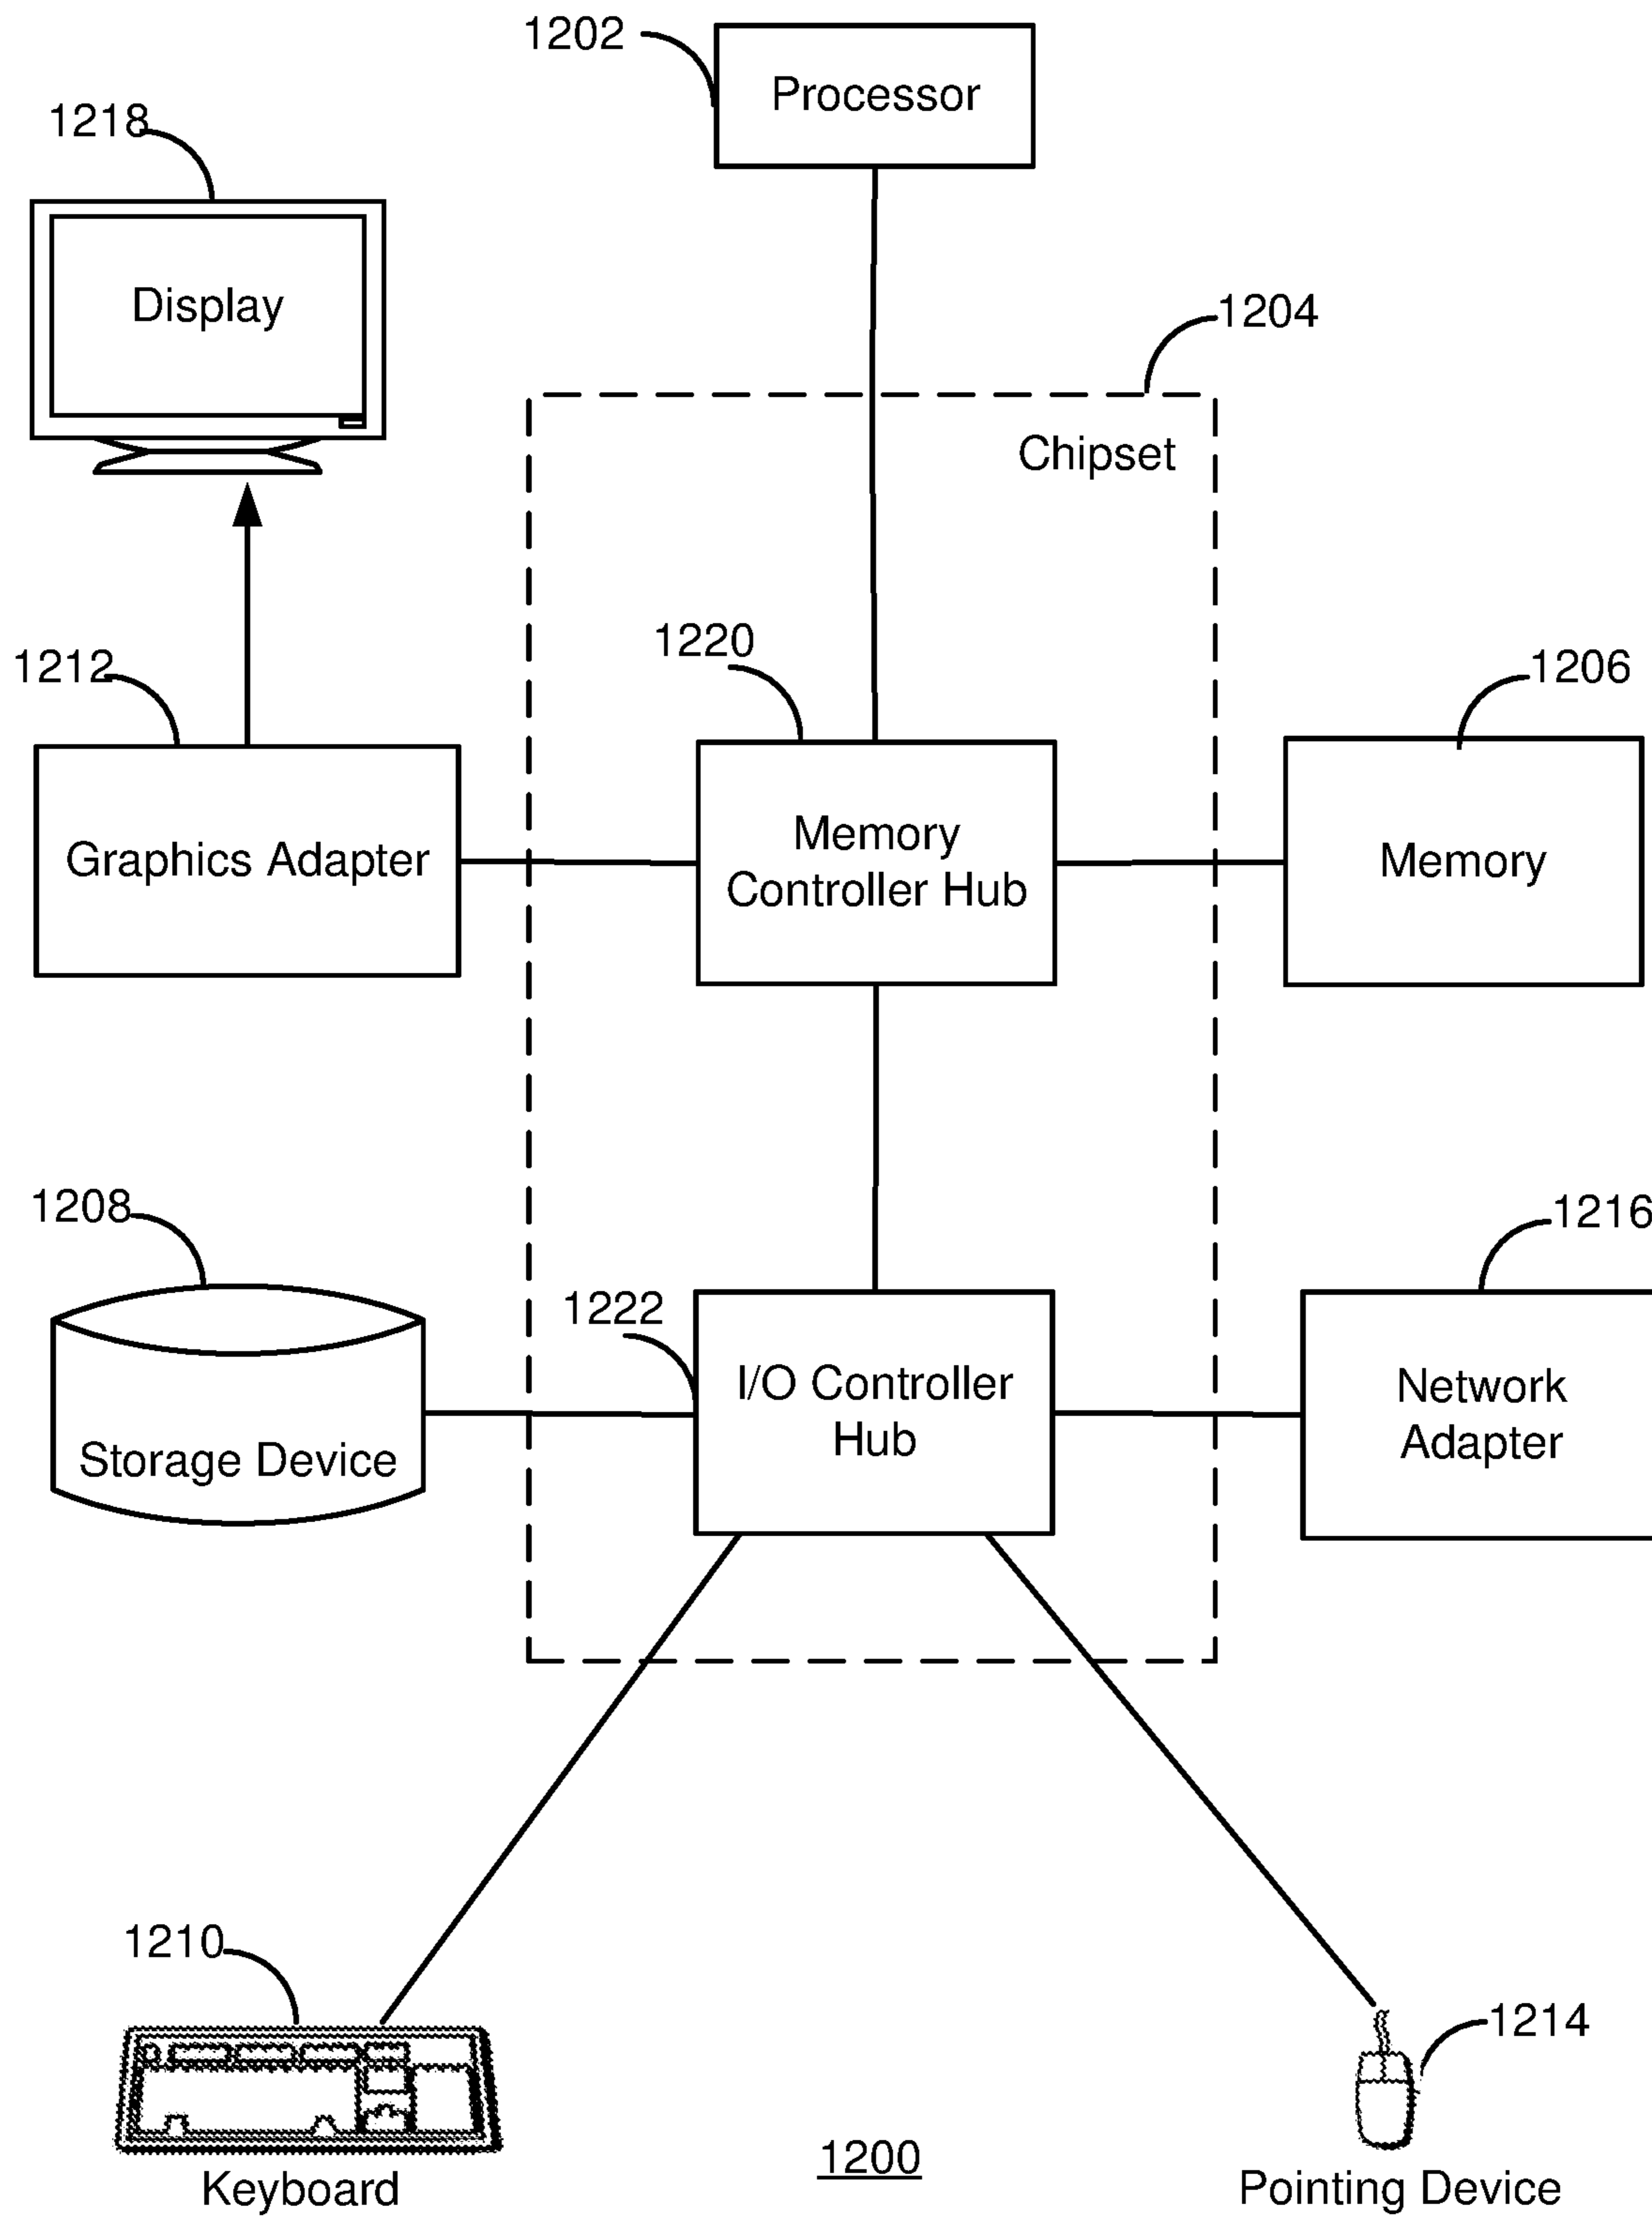 1202
Processor
1218
Display
1204
Chipset
1220
1212
1206
Graphics Adapter
Memory
Controller Hub
Memory
1208
1216
1222
Storage Device
I/O Controller
Hub
Network
Adapter
1210
1214
Keyboard
1200
Pointing Device